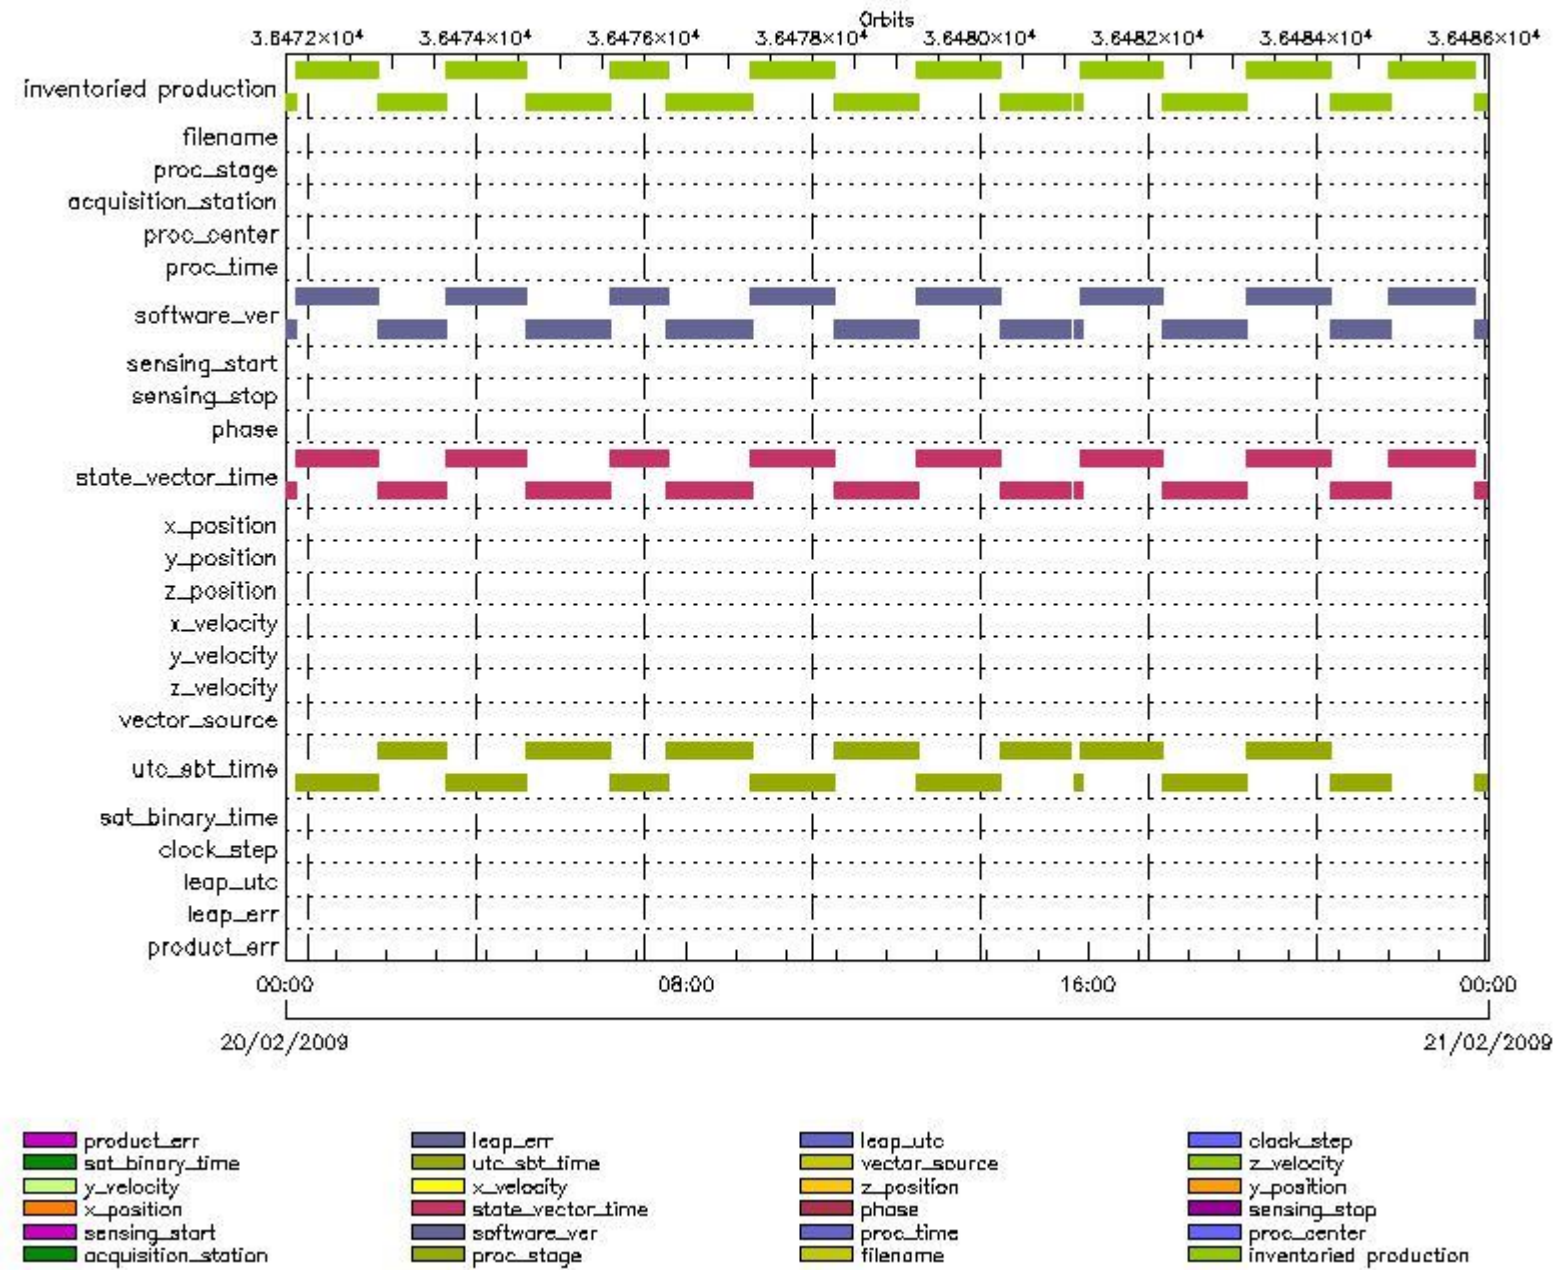 Orbits
3.6472×10⁴ 3.6474×10⁴ 3.6476×10⁴ 3.6478×10⁴ 3.6480×10⁴ 3.6482×10⁴ 3.6484×10⁴ 3.6486×10⁴
inventoried production
filename
proc_stage
acquisition_station
proc_center
proc_time
software_ver
sensing_start
sensing_stop
phase
state_vector_time
x_position
y_position
z_position
x_velocity
y_velocity
z_velocity
vector_source
utc_sbt_time
sat_binary_time
clock_step
leap_utc
leap_err
product_err
00:00 08:00 16:00 00:00
20/02/2009 21/02/2009
product_err leap_err leap_utc clock_step
sat_binary_time utc_sbt_time vector_source z_velocity
y_velocity x_velocity z_position y_position
x_position state_vector_time phase sensing_stop
sensing_start software_ver proc_time proc_center
acquisition_station proc_stage filename inventoried production